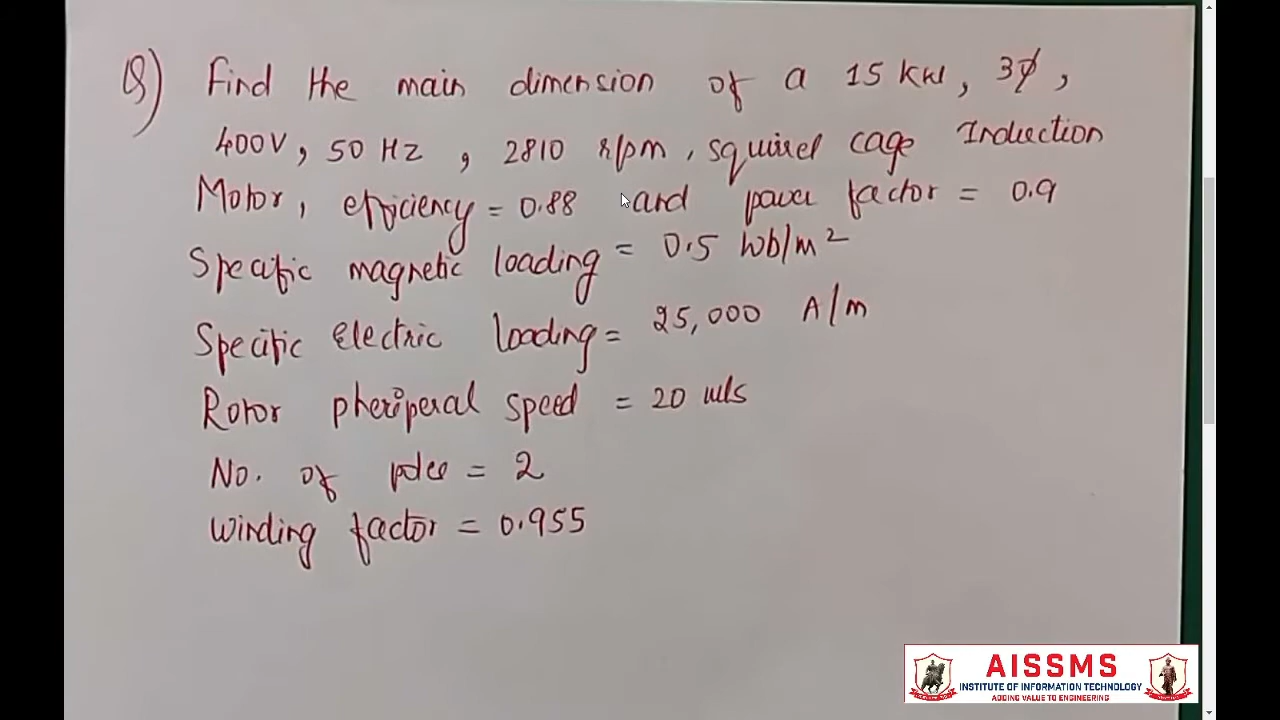 Q) Find the main dimension of a 15 kW, 3ϕ,
400V, 50 HZ, 2810 r/pm, squirrel cage Induction
Motor, efficiency = 0.88 and power factor = 0.9
Specific magnetic loading = 0.5 wb/m²
Specific Electric loading = 25,000 A/m
Rotor pheriperal speed = 20 m/s
No. of poles = 2
Winding factor = 0.955
AISSMS
INSTITUTE OF INFORMATION TECHNOLOGY
ADDING VALUE TO ENGINEERING